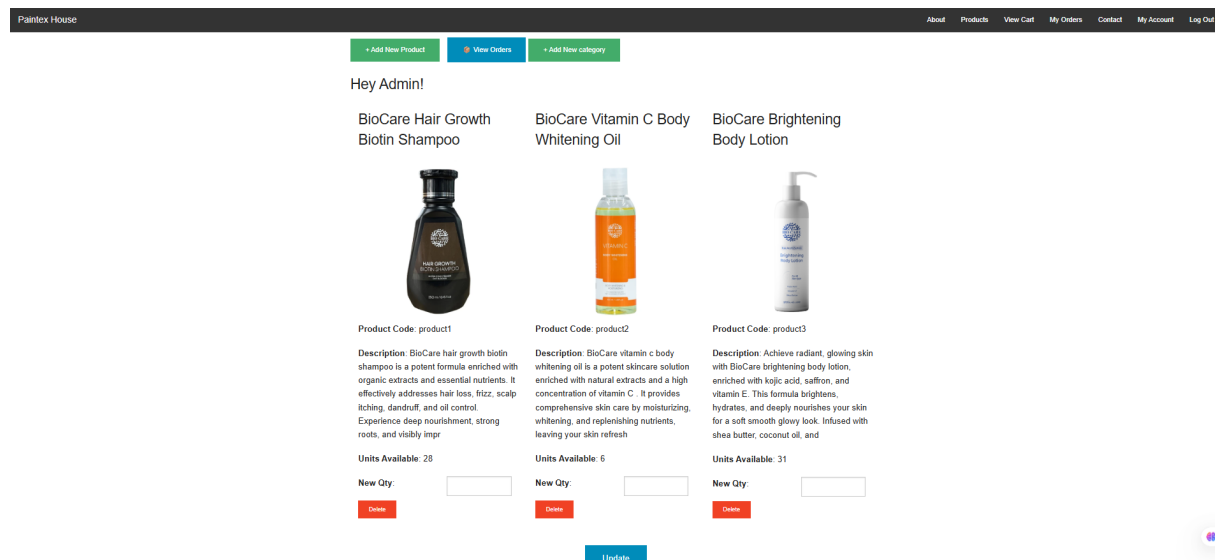 Paintex House
About Products View Cart My Orders Contact My Account Log Out
+ Add New Product
View Orders
+ Add New category
Hey Admin!
BioCare Hair Growth
Biotin Shampoo
BIO CARE
HAIR GROWTH
BIOTIN SHAMPOO
Product Code: product1
Description: BioCare hair growth biotin
shampoo is a potent formula enriched with
organic extracts and essential nutrients. It
effectively addresses hair loss, frizz, scalp
itching, dandruff, and oil control.
Experience deep nourishment, strong
roots, and visibly impr
Units Available: 28
New Qty:
Delete
BioCare Vitamin C Body
Whitening Oil
VITAMIN C
Product Code: product2
Description: BioCare vitamin c body
whitening oil is a potent skincare solution
enriched with natural extracts and a high
concentration of vitamin C . It provides
comprehensive skin care by moisturizing,
whitening, and replenishing nutrients,
leaving your skin refresh
Units Available: 6
New Qty:
Delete
BioCare Brightening
Body Lotion
Brightening
Body Lotion
Product Code: product3
Description: Achieve radiant, glowing skin
with BioCare brightening body lotion,
enriched with kojic acid, saffron, and
vitamin E. This formula brightens,
hydrates, and deeply nourishes your skin
for a soft smooth glowy look. Infused with
shea butter, coconut oil, and
Units Available: 31
New Qty:
Delete
Update